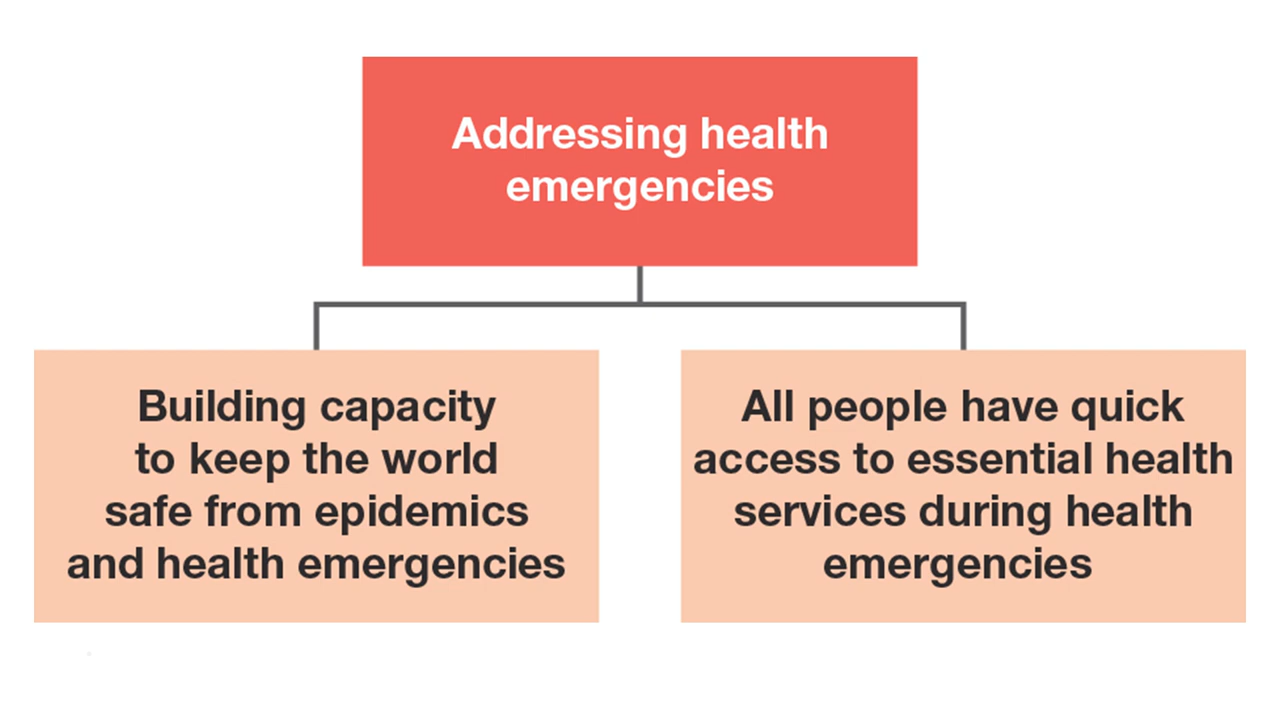 Addressing health
emergencies
Building capacity
to keep the world
safe from epidemics
and health emergencies
All people have quick
access to essential health
services during health
emergencies